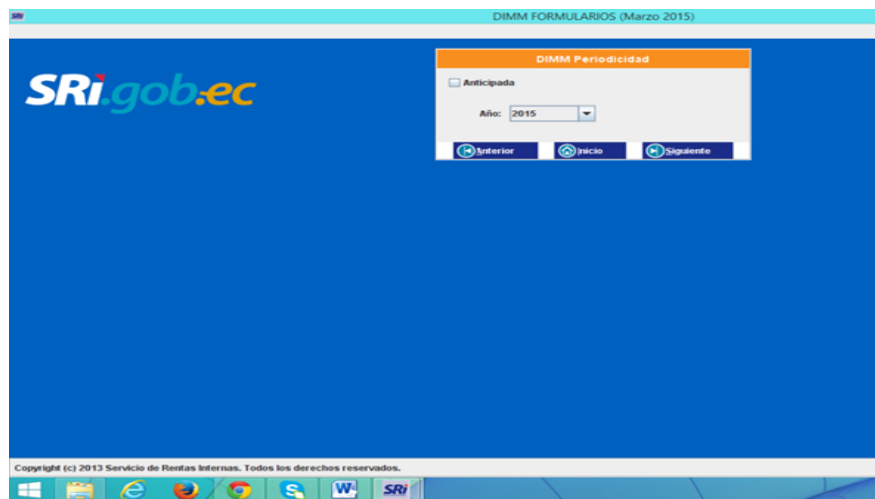 SRi
DIMM FORMULARIOS (Marzo 2015)
SRi.gob.ec
DIMM Periodicidad
Anticipada
Año: 2015
Anterior Inicio Siguiente
Copyright (c) 2013 Servicio de Rentas Internas. Todos los derechos reservados.
W SRi